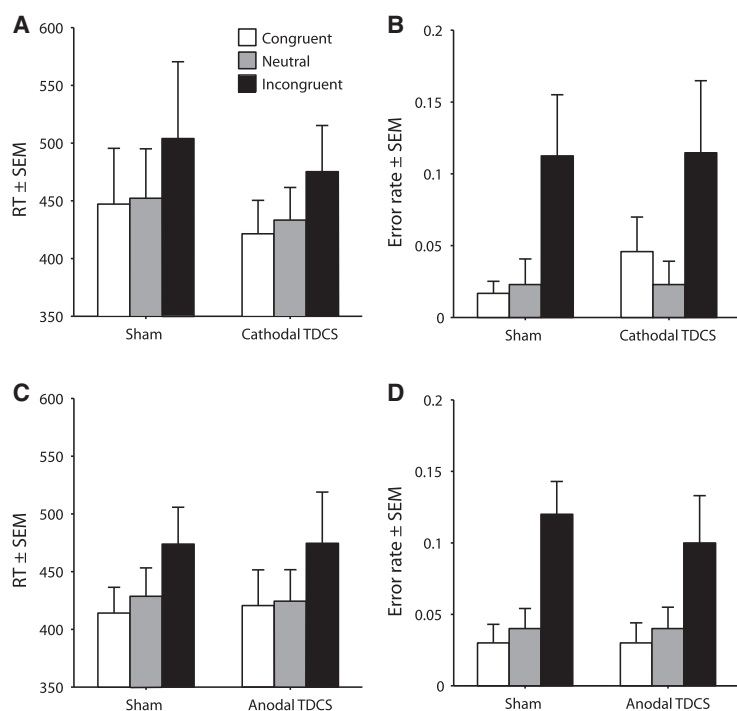 A
600
550
500
450
400
350
RT ± SEM
Sham
Cathodal TDCS
Congruent
Neutral
Incongruent
B
0.2
0.15
0.1
0.05
0
Error rate ± SEM
Sham
Cathodal TDCS
C
600
550
500
450
400
350
RT ± SEM
Sham
Anodal TDCS
D
0.2
0.15
0.1
0.05
0
Error rate ± SEM
Sham
Anodal TDCS